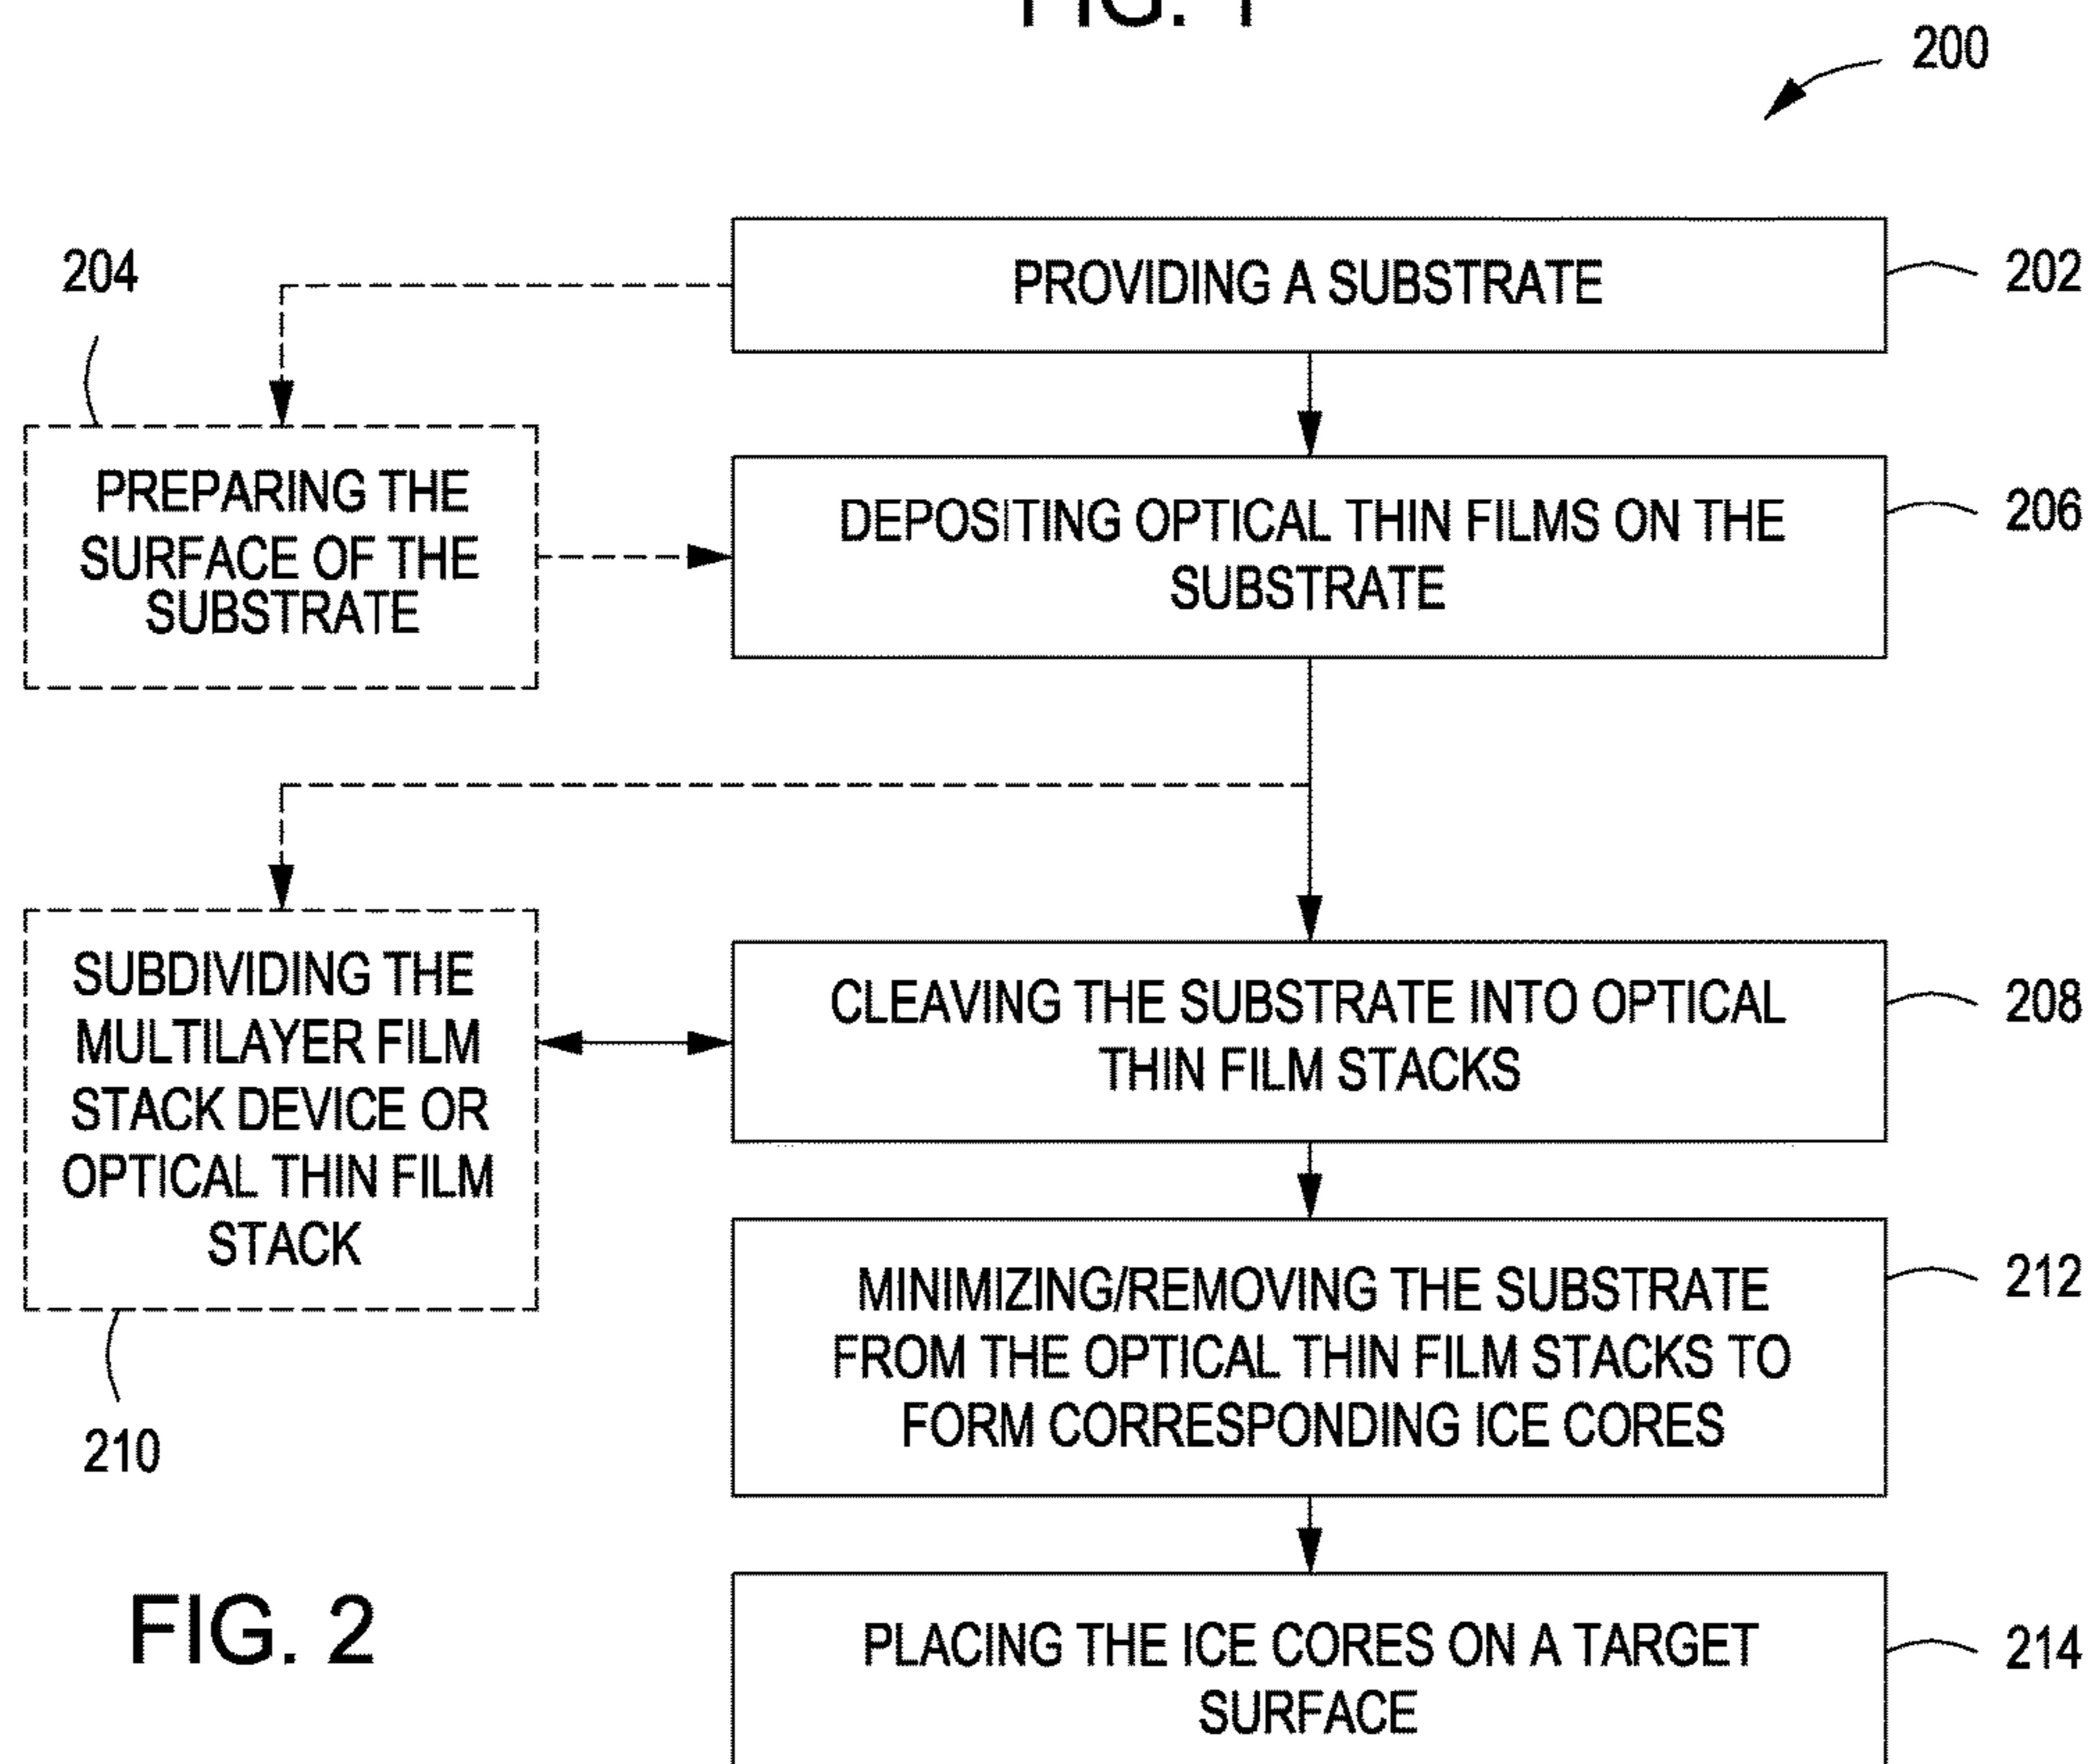 FIG. 1
200
PROVIDING A SUBSTRATE
202
204
PREPARING THE
SURFACE OF THE
SUBSTRATE
DEPOSITING OPTICAL THIN FILMS ON THE
SUBSTRATE
206
SUBDIVIDING THE
MULTILAYER FILM
STACK DEVICE OR
OPTICAL THIN FILM
STACK
210
CLEAVING THE SUBSTRATE INTO OPTICAL
THIN FILM STACKS
208
MINIMIZING/REMOVING THE SUBSTRATE
FROM THE OPTICAL THIN FILM STACKS TO
FORM CORRESPONDING ICE CORES
212
PLACING THE ICE CORES ON A TARGET
SURFACE
214
FIG. 2